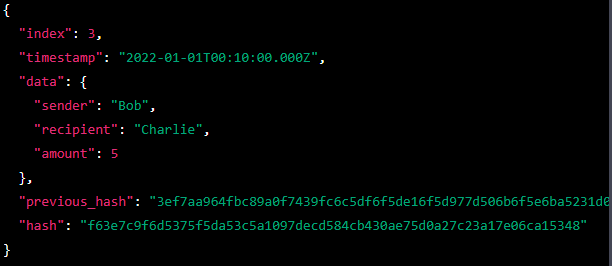 {
  "index": 3,
  "timestamp": "2022-01-01T00:10:00.000Z",
  "data": {
    "sender": "Bob",
    "recipient": "Charlie",
    "amount": 5
  },
  "previous_hash": "3ef7aa964fbc89a0f7439fc6c5df6f5de16f5d977d506b6f5e6ba5231d0
  "hash": "f63e7c9f6d5375f5da53c5a1097decd584cb430ae75d0a27c23a17e06ca15348"
}